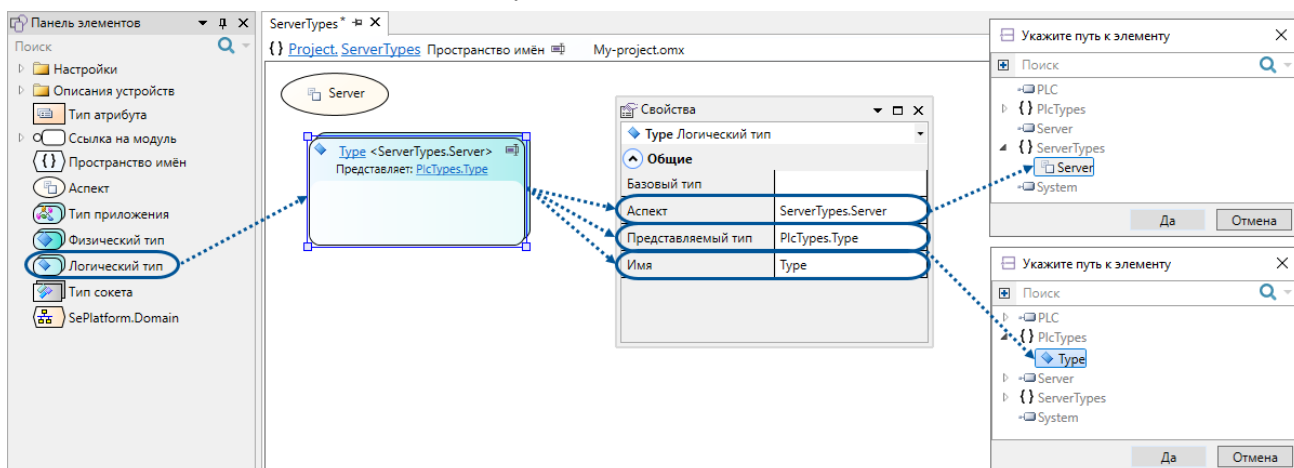 Панель элементов
Поиск
Настройки
Описания устройств
Тип атрибута
Ссылка на модуль
{ } Пространство имён
Аспект
Тип приложения
Физический тип
Логический тип
Тип сокета
SePlatform.Domain
ServerTypes*
{ } Project. ServerTypes Пространство имён My-project.omx
Server
Type <ServerTypes.Server>
Представляет: PlcTypes.Type
Свойства
Type Логический тип
Общие
Базовый тип
Аспект ServerTypes.Server
Представляемый тип PlcTypes.Type
Имя Type
Укажите путь к элементу
Поиск
PLC
{ } PlcTypes
Server
{ } ServerTypes
Server
System
Да Отмена
Укажите путь к элементу
Поиск
PLC
{ } PlcTypes
Type
Server
{ } ServerTypes
System
Да Отмена